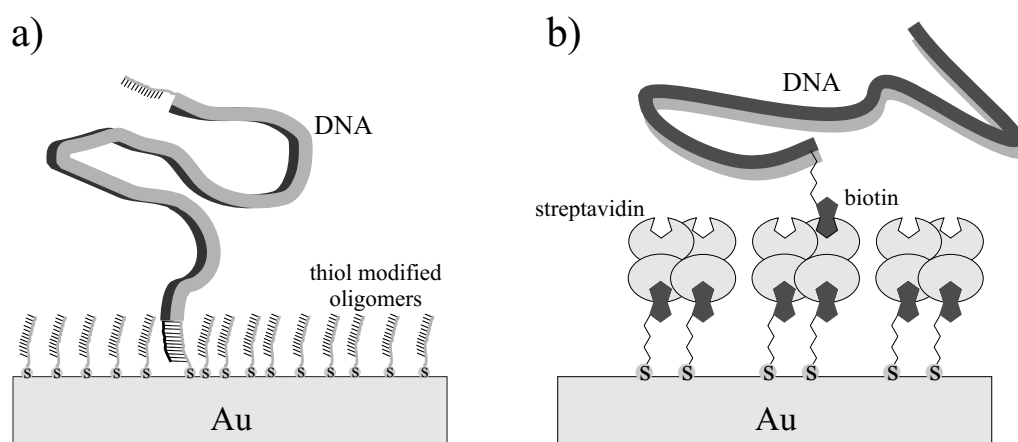 a)
DNA
thiol modified
oligomers
S S S S S S S S S S S S S S S
Au
b)
DNA
biotin
streptavidin
S S S S S S
Au